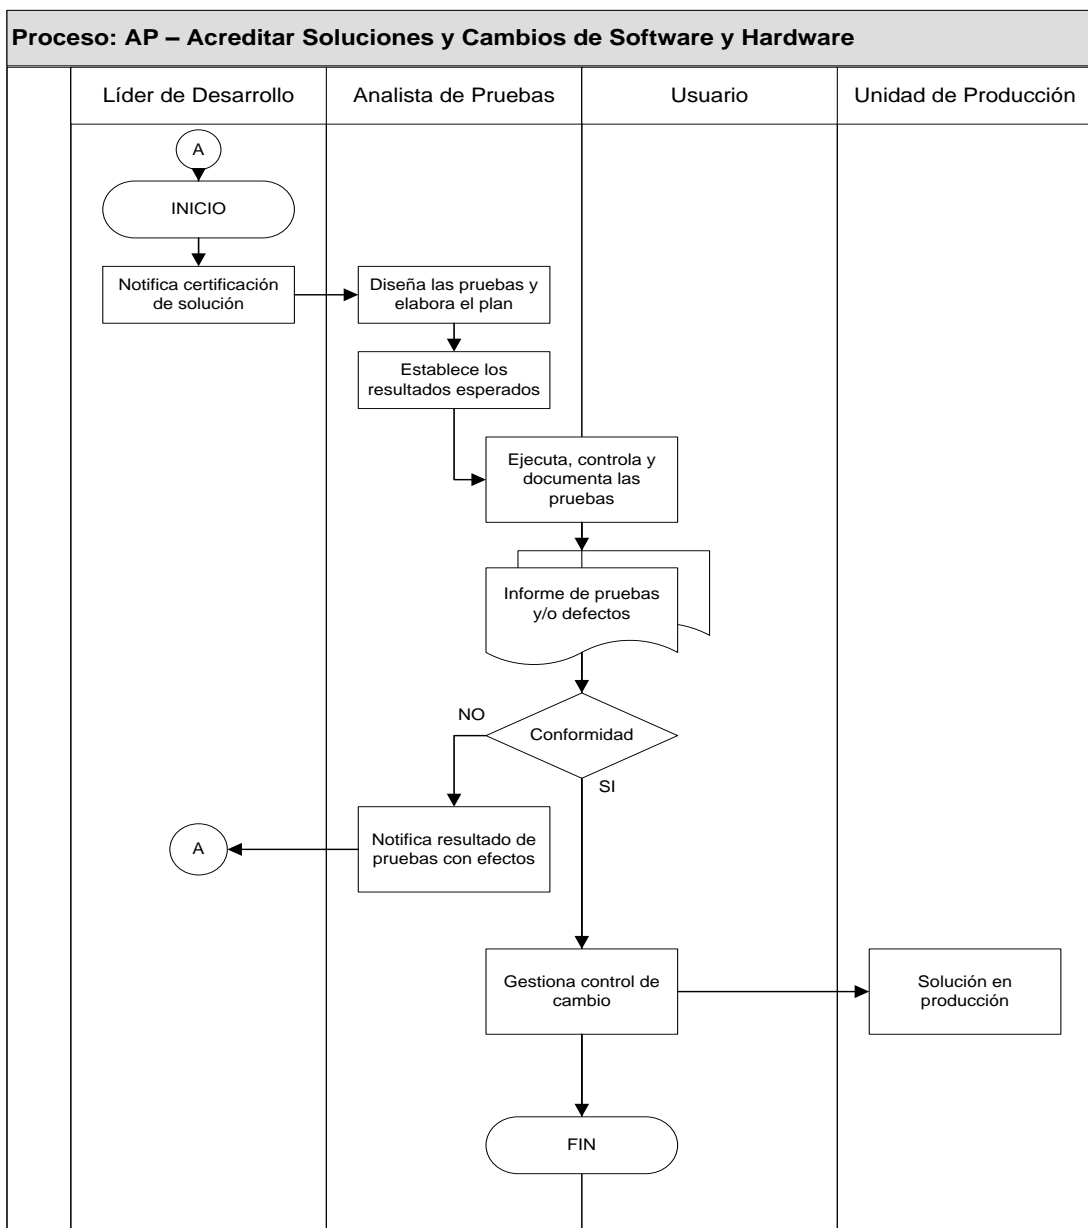 Proceso: AP – Acreditar Soluciones y Cambios de Software y Hardware
Líder de Desarrollo
Analista de Pruebas
Usuario
Unidad de Producción
A
INICIO
Notifica certificación
de solución
Diseña las pruebas y
elabora el plan
Establece los
resultados esperados
Ejecuta, controla y
documenta las
pruebas
Informe de pruebas
y/o defectos
NO
Conformidad
SI
Notifica resultado de
pruebas con efectos
A
Gestiona control de
cambio
Solución en
producción
FIN